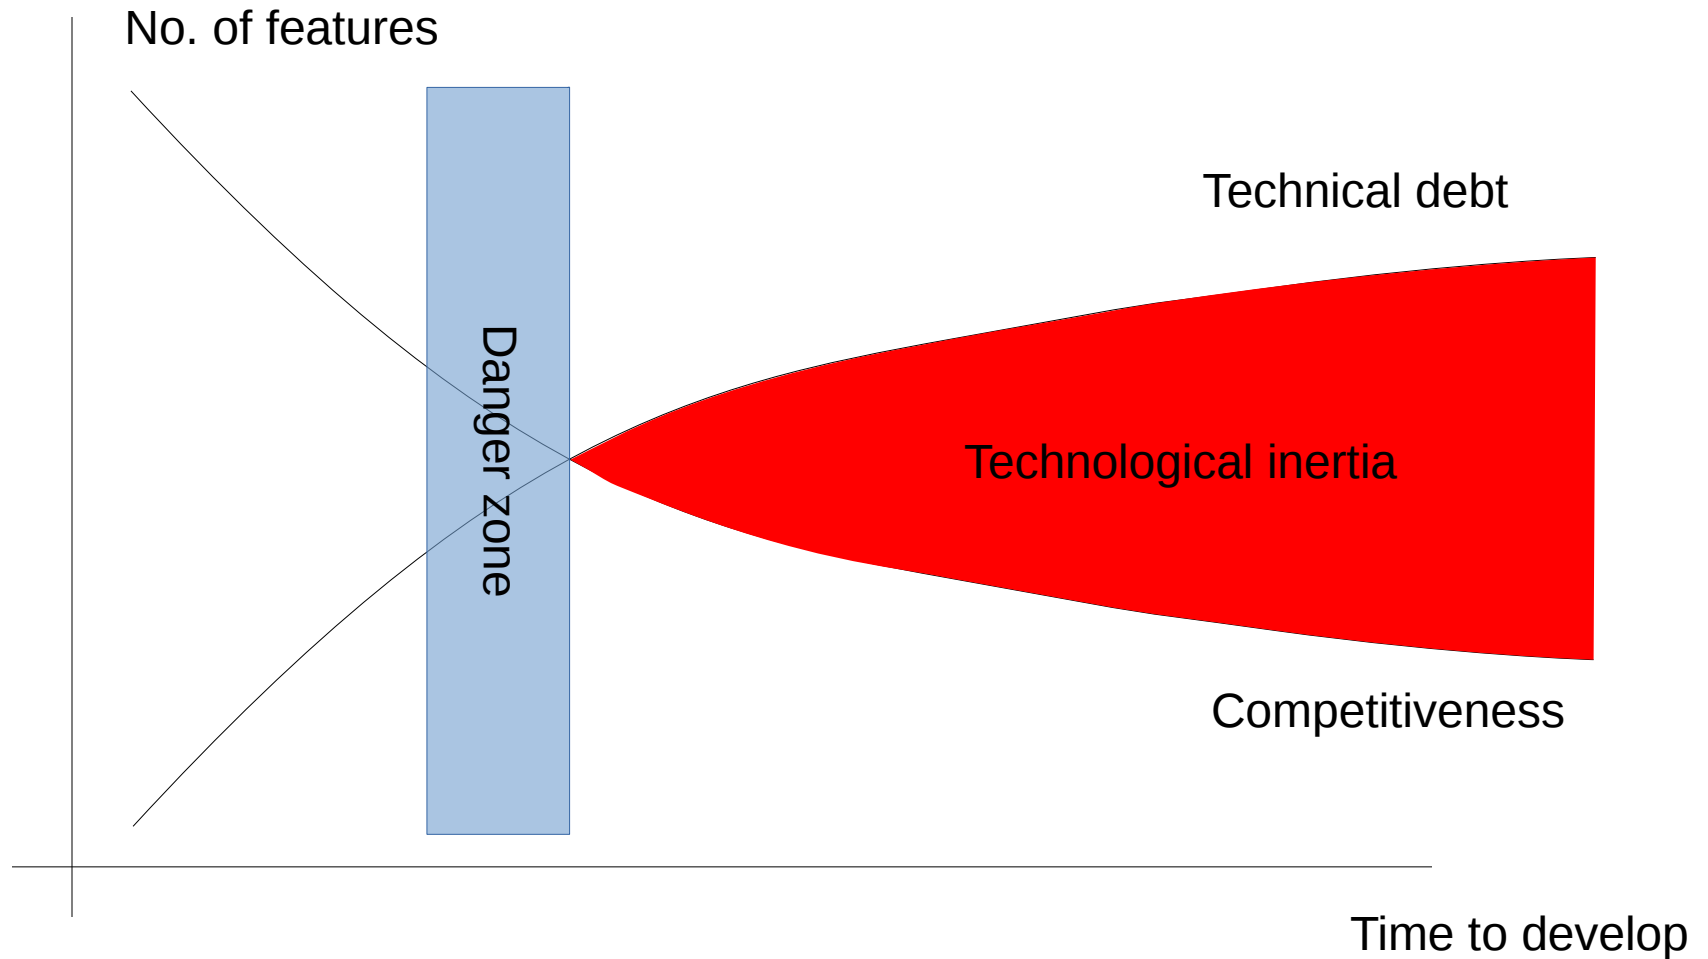 No. of features
Technical debt
Danger zone
Technological inertia
Competitiveness
Time to develop